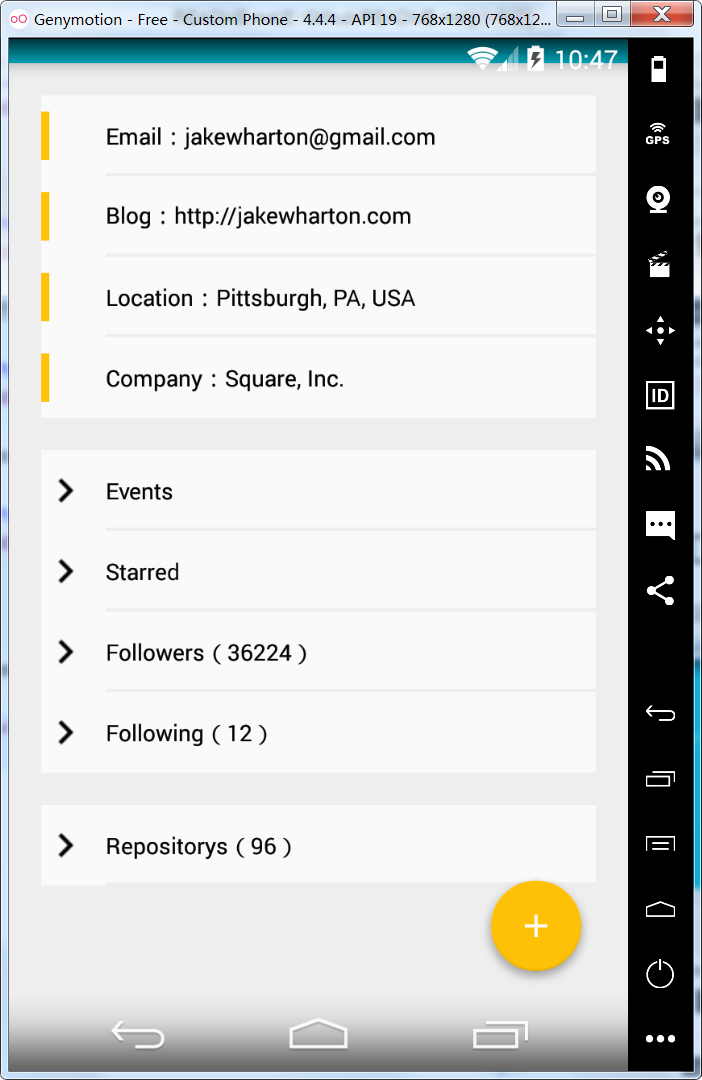 Genymotion - Free - Custom Phone - 4.4.4 - API 19 - 768x1280 (768x12...
10:47
GPS
Email：jakewharton@gmail.com
Blog：http://jakewharton.com
Location：Pittsburgh, PA, USA
Company：Square, Inc.
ID
Events
Starred
Followers（36224）
Following（12）
Repositorys（96）